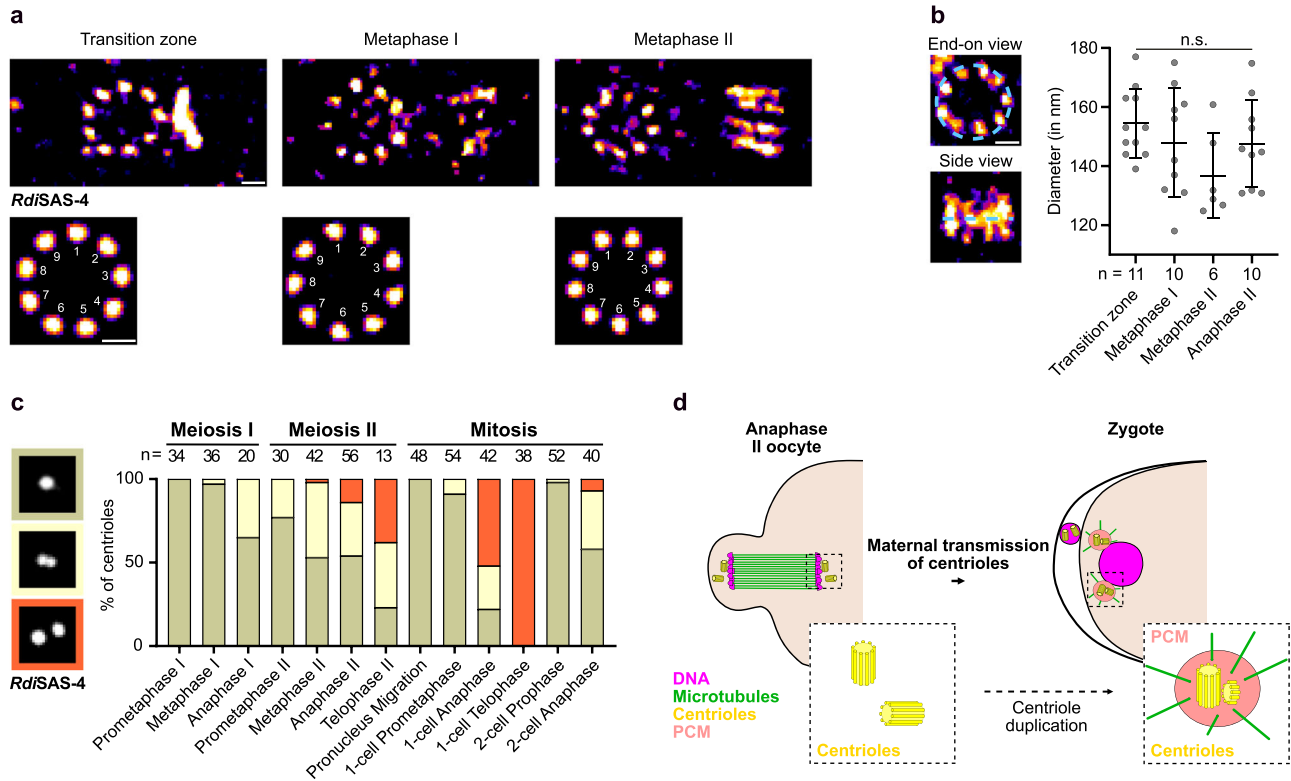 a
Transition zone
Metaphase I
Metaphase II
RdiSAS-4
1
2
3
4
5
6
7
8
9
1
2
3
4
5
6
7
8
9
1
2
3
4
5
6
7
8
9
b
End-on view
Side view
n.s.
Diameter (in nm)
180
160
140
120
n = 11 10 6 10
Transition zone
Metaphase I
Metaphase II
Anaphase II
c
RdiSAS-4
Meiosis I Meiosis II Mitosis
n= 34 36 20 30 42 56 13 48 54 42 38 52 40
% of centrioles
100
50
0
Prometaphase I
Metaphase I
Anaphase I
Prometaphase II
Metaphase II
Anaphase II
Telophase II
Pronucleus Migration
1-cell Prometaphase
1-cell Anaphase
1-cell Telophase
2-cell Prophase
2-cell Anaphase
d
Anaphase
II oocyte
Zygote
Maternal transmission
of centrioles
DNA
Microtubules
Centrioles
PCM
Centrioles
Centriole
duplication
PCM
Centrioles